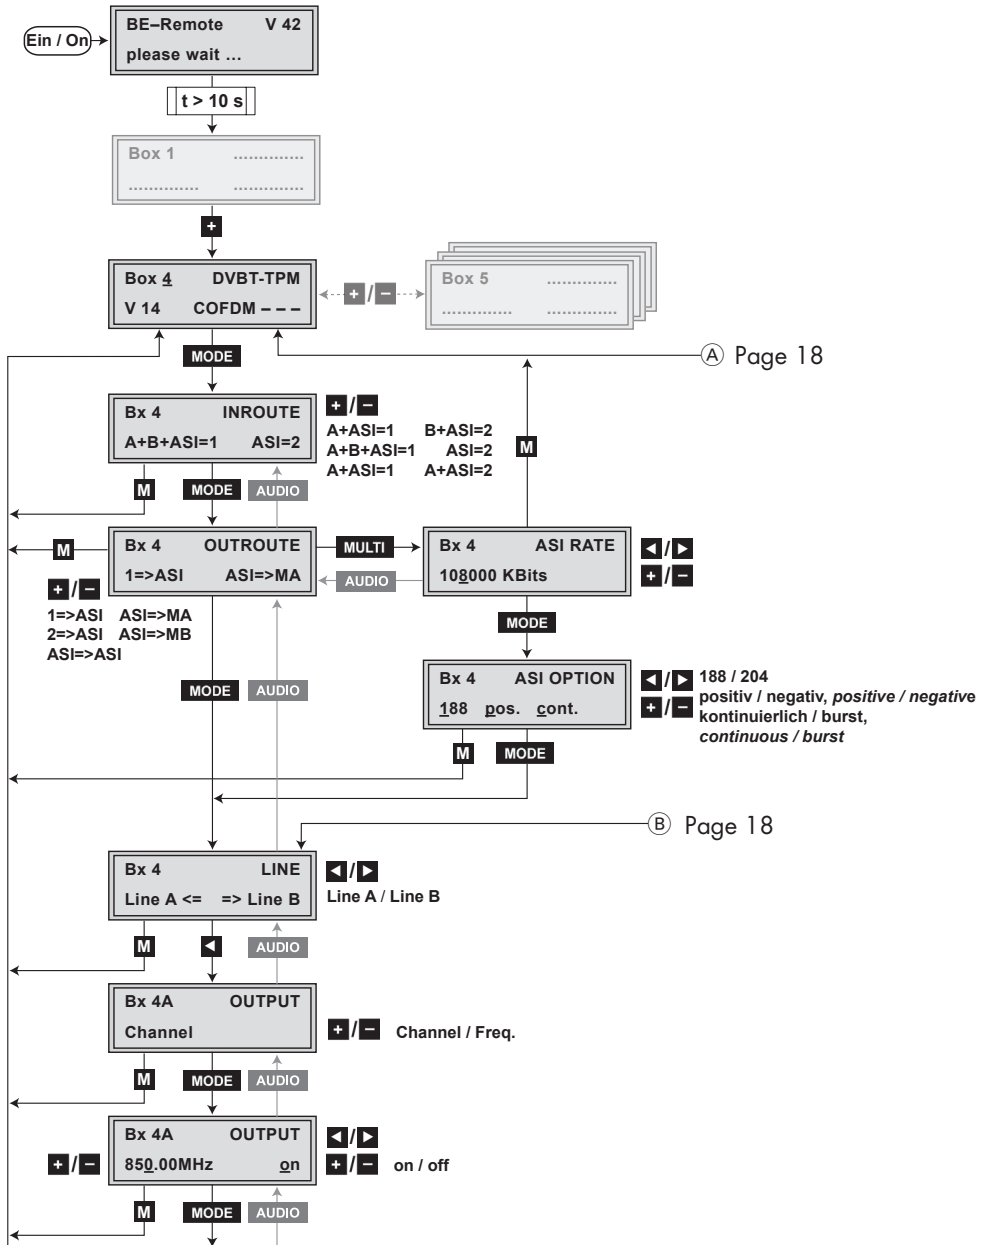 BE–Remote V 42
Ein / On
please wait ...
t > 10 s
Box 1 ..............
.............. ..............
+
Box 4 DVBT-TPM
V 14 COFDM – – –
+ / –
Box 5 ..............
.............. ..............
MODE
A Page 18
Bx 4 INROUTE
A+B+ASI=1 ASI=2
+ / –
A+ASI=1 B+ASI=2
A+B+ASI=1 ASI=2
A+ASI=1 A+ASI=2
M
M MODE AUDIO
M
Bx 4 OUTROUTE
1=>ASI ASI=>MA
MULTI
AUDIO
Bx 4 ASI RATE
108000 KBits
◄ / ►
+ / –
+ / –
1=>ASI ASI=>MA
2=>ASI ASI=>MB
ASI=>ASI
MODE
MODE AUDIO
Bx 4 ASI OPTION
188 pos. cont.
◄ / ► 188 / 204
positiv / negativ, positive / negative
+ / – kontinuierlich / burst,
continuous / burst
M MODE
B Page 18
Bx 4 LINE
Line A <= => Line B
◄ / ►
Line A / Line B
M ◄ AUDIO
Bx 4A OUTPUT
Channel
+ / – Channel / Freq.
M MODE AUDIO
Bx 4A OUTPUT
850.00MHz on
+ / –
◄ / ►
+ / – on / off
M MODE AUDIO